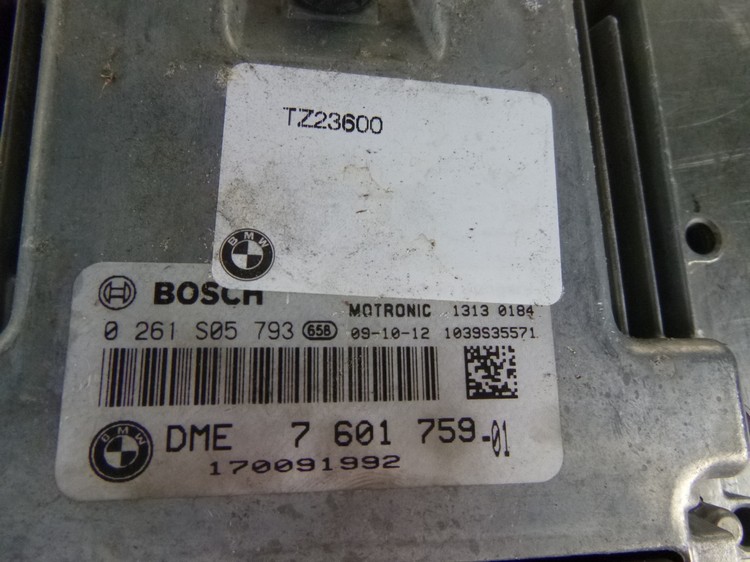 TZ23600
BMW
BOSCH
MOTRONIC 1313 0184
0 261 S05 793 658 09-10-12 1039S35571
BMW
DME 7 601 759-01
170091992